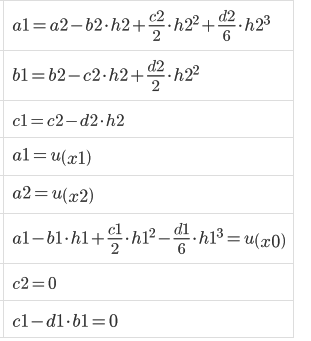 a1=a2−b2·h2+c2/2·h2²+d2/6·h2³
b1=b2−c2·h2+d2/2·h2²
c1=c2−d2·h2
a1=u(x1)
a2=u(x2)
a1−b1·h1+c1/2·h1²−d1/6·h1³=u(x0)
c2=0
c1−d1·b1=0